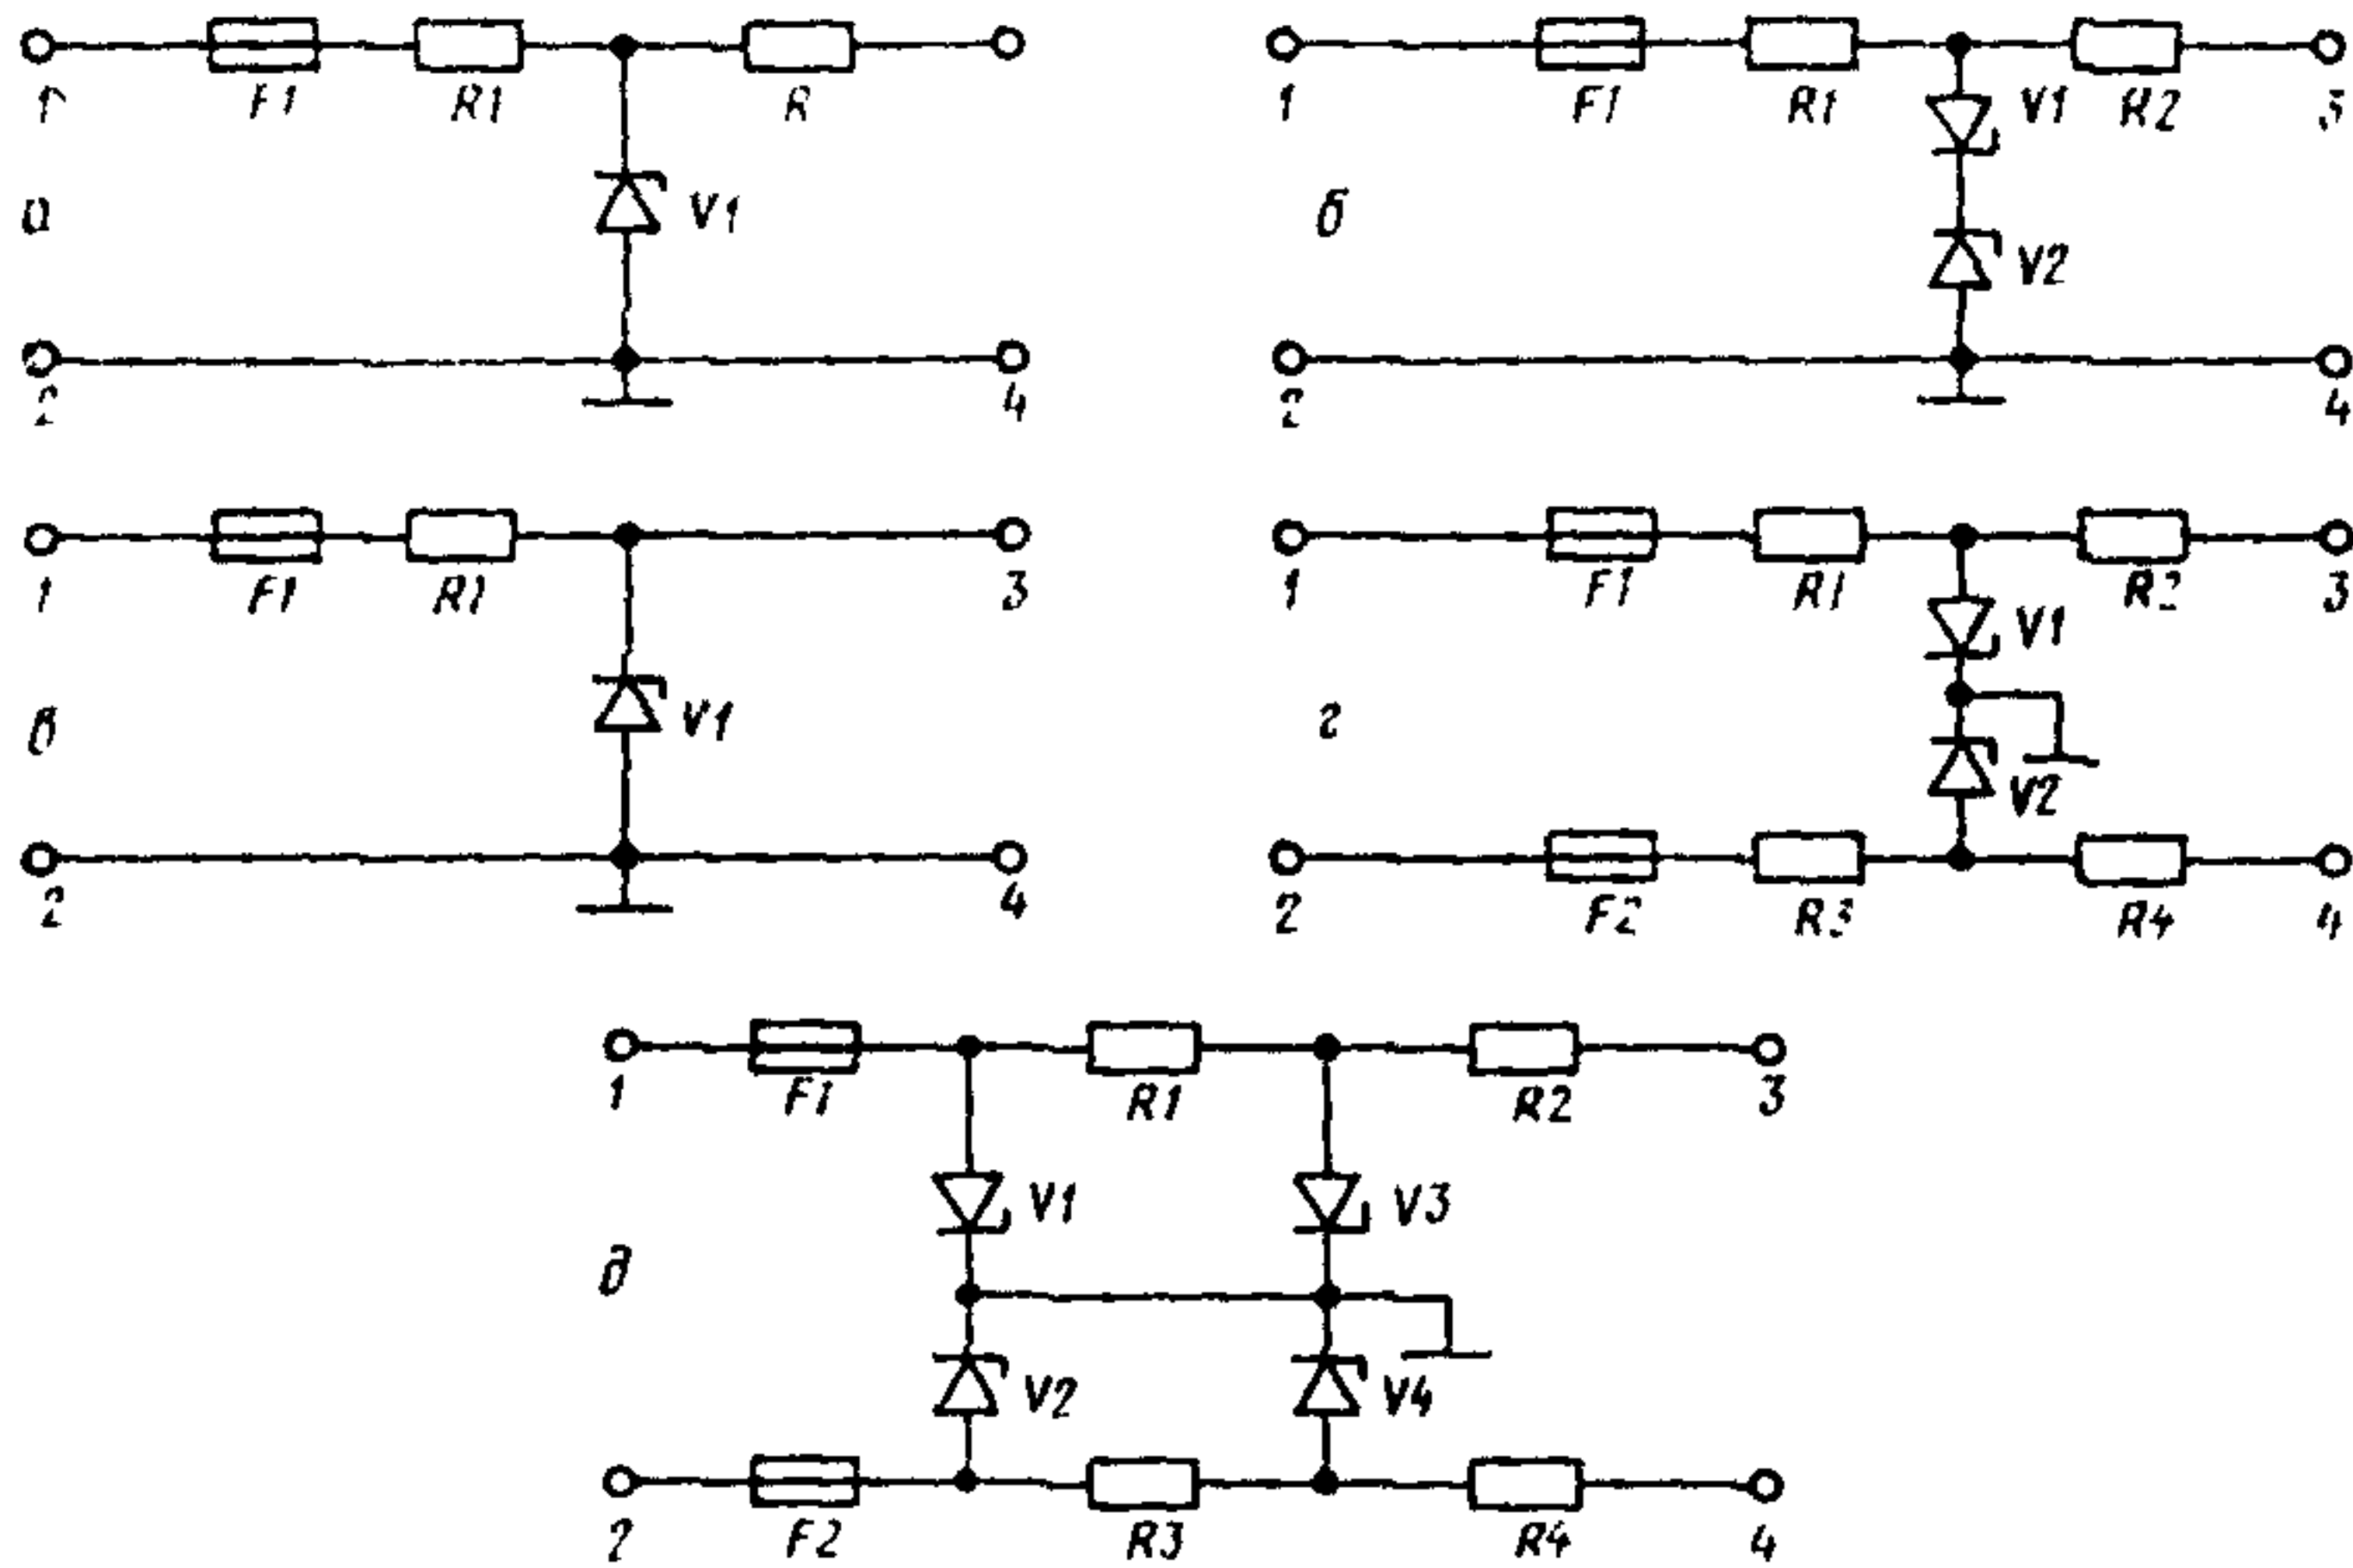 1 F1 R1 R
1 F1 R1 V1 R2 3
а V1
б V2
2 4
2 4
1 F1 R1 3
1 F1 R1 R2 3
V1
в V1
г V2
2 4
2 F2 R3 R4 4
1 F1 R1 R2 3
V1 V3
д
V2 V4
2 F2 R3 R4 4